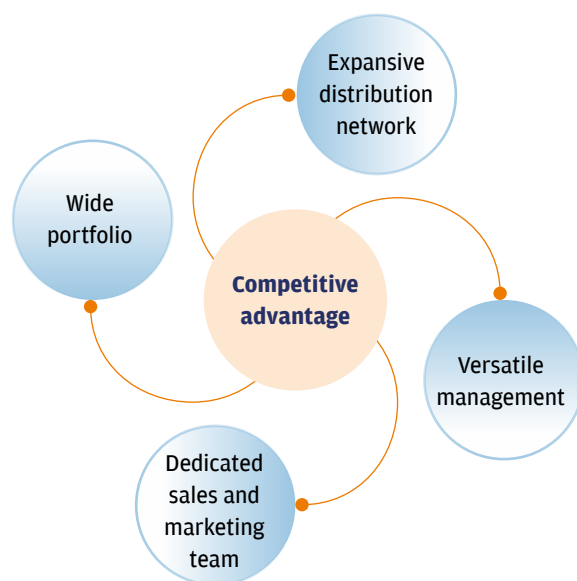 Expansive
distribution
network
Wide
portfolio
Competitive
advantage
Versatile
management
Dedicated
sales and
marketing
team